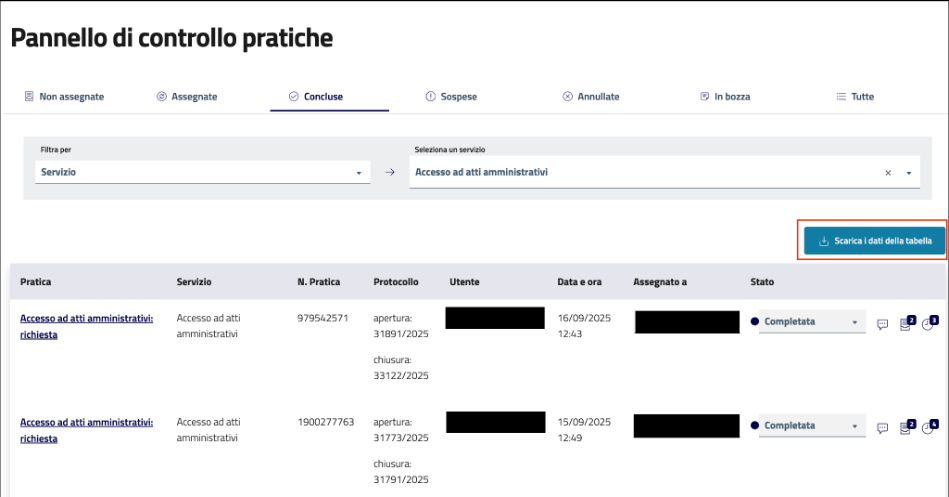 Pannello di controllo pratiche
Non assegnate Assegnate Concluse Sospese Annullate In bozza Tutte
Filtra per Seleziona un servizio
Servizio Accesso ad atti amministrativi
Scarica i dati della tabella
Pratica Servizio N. Pratica Protocollo Utente Data e ora Assegnato a Stato
Accesso ad atti amministrativi: Accesso ad atti 979542571 apertura: 16/09/2025 Completata 2 3
richiesta amministrativi 31891/2025 12:43
chiusura:
33122/2025
Accesso ad atti amministrativi: Accesso ad atti 1900277763 apertura: 15/09/2025 Completata 2 4
richiesta amministrativi 31773/2025 12:49
chiusura:
31791/2025